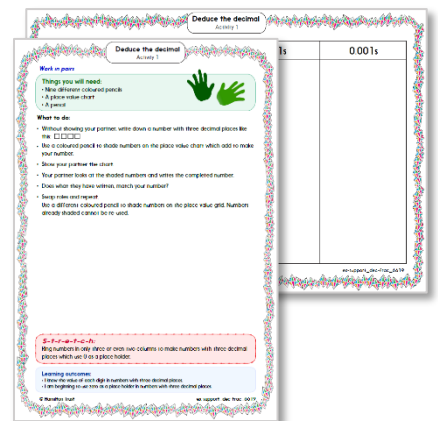 Deduce the decimal
Activity 1
1s
0.001s
ex-support_dec-frac_6619
Deduce the decimal
Activity 1
Work in pairs
Things you will need:
• Nine different coloured pencils
• A place value chart
• A pencil
What to do:
• Without showing your partner, write down a number with three decimal places like
this □.□□□
• Use a coloured pencil to shade numbers on the place value chart which add to make
your number.
• Show your partner the chart.
• Your partner looks at the shaded numbers and writes the completed number.
• Does what they have written, match your number?
• Swap roles and repeat.
Use a different coloured pencil to shade numbers on the place value grid. Numbers
already shaded cannot be re used.
S-t-r-e-t-c-h:
Ring numbers in only three or even two columns to make numbers with three decimal
places which use 0 as a place holder.
Learning outcomes:
• I know the value of each digit in numbers with three decimal places.
• I am beginning to use zero as a place holder in numbers with three decimal places.
© Hamilton Trust
ex-support_dec-frac_6619